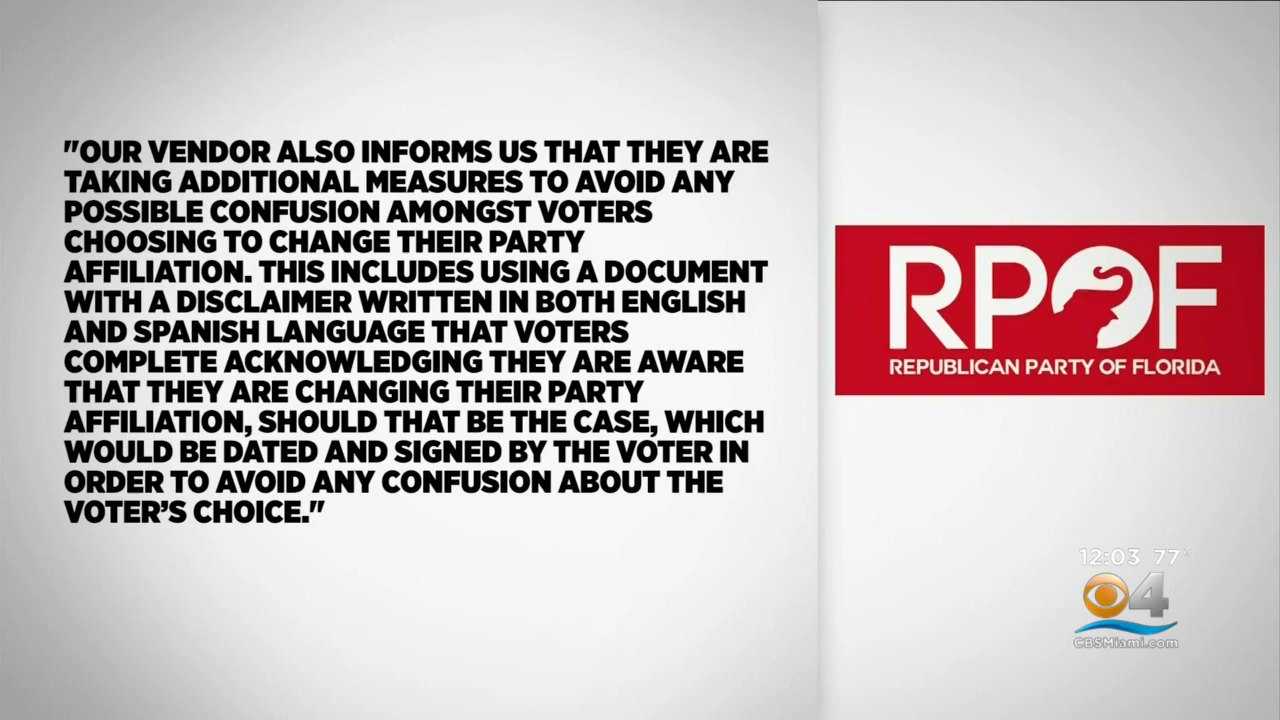 "OUR VENDOR ALSO INFORMS US THAT THEY ARE
TAKING ADDITIONAL MEASURES TO AVOID ANY
POSSIBLE CONFUSION AMONGST VOTERS
CHOOSING TO CHANGE THEIR PARTY
AFFILIATION. THIS INCLUDES USING A DOCUMENT
WITH A DISCLAIMER WRITTEN IN BOTH ENGLISH
AND SPANISH LANGUAGE THAT VOTERS
COMPLETE ACKNOWLEDGING THEY ARE AWARE
THAT THEY ARE CHANGING THEIR PARTY
AFFILIATION, SHOULD THAT BE THE CASE, WHICH
WOULD BE DATED AND SIGNED BY THE VOTER IN
ORDER TO AVOID ANY CONFUSION ABOUT THE
VOTER'S CHOICE."
RPOF
REPUBLICAN PARTY OF FLORIDA
12:03 77°
4
CBSMiami.com